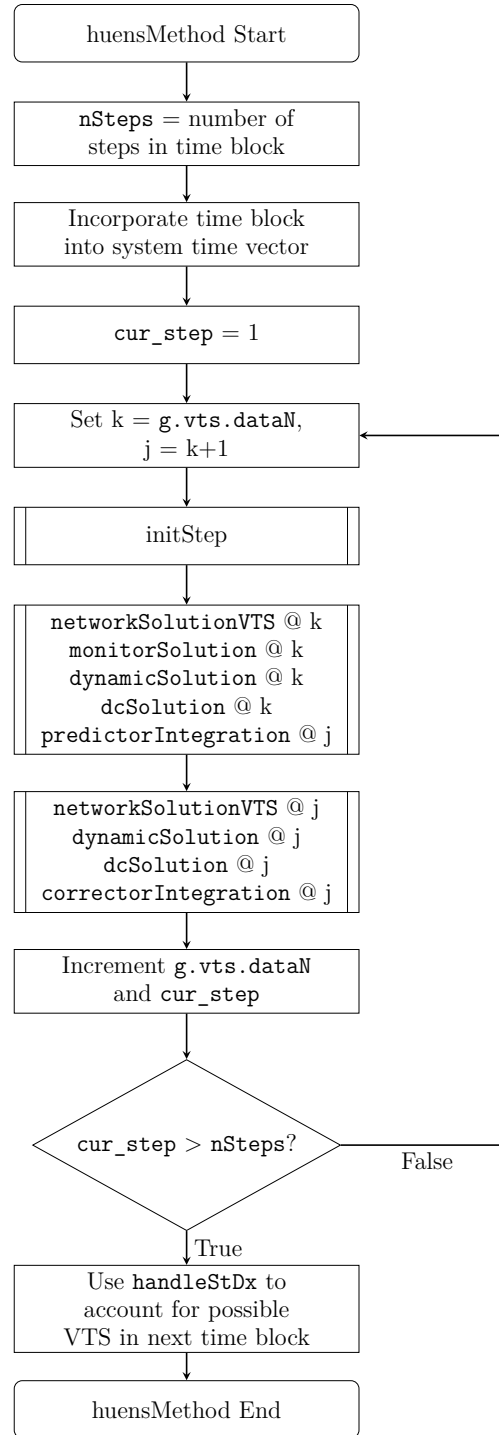 huensMethod Start
nSteps = number of
steps in time block
Incorporate time block
into system time vector
cur_step = 1
Set k = g.vts.dataN,
j = k+1
initStep
networkSolutionVTS @ k
monitorSolution @ k
dynamicSolution @ k
dcSolution @ k
predictorIntegration @ j
networkSolutionVTS @ j
dynamicSolution @ j
dcSolution @ j
correctorIntegration @ j
Increment g.vts.dataN
and cur_step
cur_step > nSteps?
False
True
Use handleStDx to
account for possible
VTS in next time block
huensMethod End